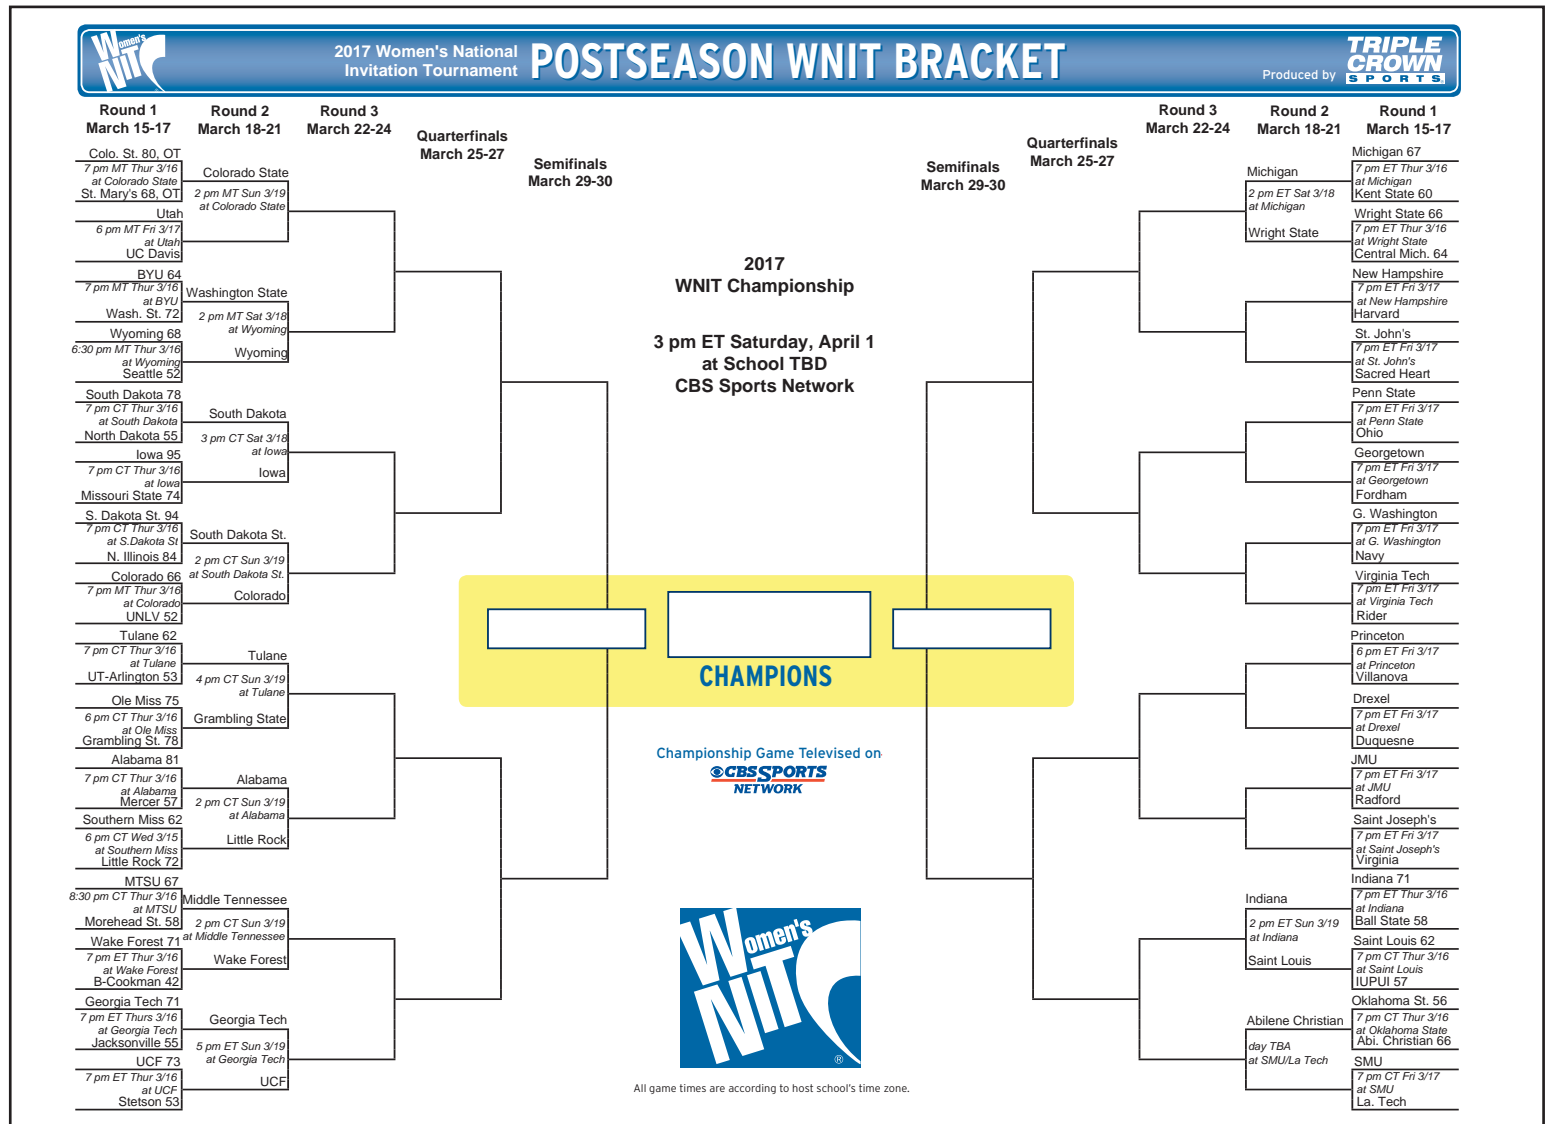 Women's
NIT
2017 Women's National
Invitation Tournament
POSTSEASON WNIT BRACKET
Produced by
TRIPLE
CROWN
SPORTS
Round 1
March 15-17
Round 2
March 18-21
Round 3
March 22-24
Quarterfinals
March 25-27
Semifinals
March 29-30
Semifinals
March 29-30
Quarterfinals
March 25-27
Round 3
March 22-24
Round 2
March 18-21
Round 1
March 15-17
Colo. St. 80, OT
7 pm MT Thur 3/16
at Colorado State
St. Mary's 68, OT
Utah
6 pm MT Fri 3/17
at Utah
UC Davis
BYU 64
7 pm MT Thur 3/16
at BYU
Wash. St. 72
Wyoming 68
6:30 pm MT Thur 3/16
at Wyoming
Seattle 52
South Dakota 78
7 pm CT Thur 3/16
at South Dakota
North Dakota 55
Iowa 95
7 pm CT Thur 3/16
at Iowa
Missouri State 74
S. Dakota St. 94
7 pm CT Thur 3/16
at S.Dakota St
N. Illinois 84
Colorado 66
7 pm MT Thur 3/16
at Colorado
UNLV 52
Tulane 62
7 pm CT Thur 3/16
at Tulane
UT-Arlington 53
Ole Miss 75
6 pm CT Thur 3/16
at Ole Miss
Grambling St. 78
Alabama 81
7 pm CT Thur 3/16
at Alabama
Mercer 57
Southern Miss 62
6 pm CT Wed 3/15
at Southern Miss
Little Rock 72
MTSU 67
8:30 pm CT Thur 3/16
at MTSU
Morehead St. 58
Wake Forest 71
7 pm ET Thur 3/16
at Wake Forest
B-Cookman 42
Georgia Tech 71
7 pm ET Thurs 3/16
at Georgia Tech
Jacksonville 55
UCF 73
7 pm ET Thur 3/16
at UCF
Stetson 53
Colorado State
2 pm MT Sun 3/19
at Colorado State
Washington State
2 pm MT Sat 3/18
at Wyoming
Wyoming
South Dakota
3 pm CT Sat 3/18
at Iowa
Iowa
South Dakota St.
2 pm CT Sun 3/19
at South Dakota St.
Colorado
Tulane
4 pm CT Sun 3/19
at Tulane
Grambling State
Alabama
2 pm CT Sun 3/19
at Alabama
Little Rock
Middle Tennessee
2 pm CT Sun 3/19
at Middle Tennessee
Wake Forest
Georgia Tech
5 pm ET Sun 3/19
at Georgia Tech
UCF
2017
WNIT Championship
3 pm ET Saturday, April 1
at School TBD
CBS Sports Network
CHAMPIONS
Championship Game Televised on
CBS SPORTS
NETWORK
Women's
NIT
®
All game times are according to host school's time zone.
Michigan
2 pm ET Sat 3/18
at Michigan
Wright State
Indiana
2 pm ET Sun 3/19
at Indiana
Saint Louis
Abilene Christian
day TBA
at SMU/La Tech
Michigan 67
7 pm ET Thur 3/16
at Michigan
Kent State 60
Wright State 66
7 pm ET Thur 3/16
at Wright State
Central Mich. 64
New Hampshire
7 pm ET Fri 3/17
at New Hampshire
Harvard
St. John's
7 pm ET Fri 3/17
at St. John's
Sacred Heart
Penn State
7 pm ET Fri 3/17
at Penn State
Ohio
Georgetown
7 pm ET Fri 3/17
at Georgetown
Fordham
G. Washington
7 pm ET Fri 3/17
at G. Washington
Navy
Virginia Tech
7 pm ET Fri 3/17
at Virginia Tech
Rider
Princeton
6 pm ET Fri 3/17
at Princeton
Villanova
Drexel
7 pm ET Fri 3/17
at Drexel
Duquesne
JMU
7 pm ET Fri 3/17
at JMU
Radford
Saint Joseph's
7 pm ET Fri 3/17
at Saint Joseph's
Virginia
Indiana 71
7 pm ET Thur 3/16
at Indiana
Ball State 58
Saint Louis 62
7 pm CT Thur 3/16
at Saint Louis
IUPUI 57
Oklahoma St. 56
7 pm CT Thur 3/16
at Oklahoma State
Abi. Christian 66
SMU
7 pm CT Fri 3/17
at SMU
La. Tech